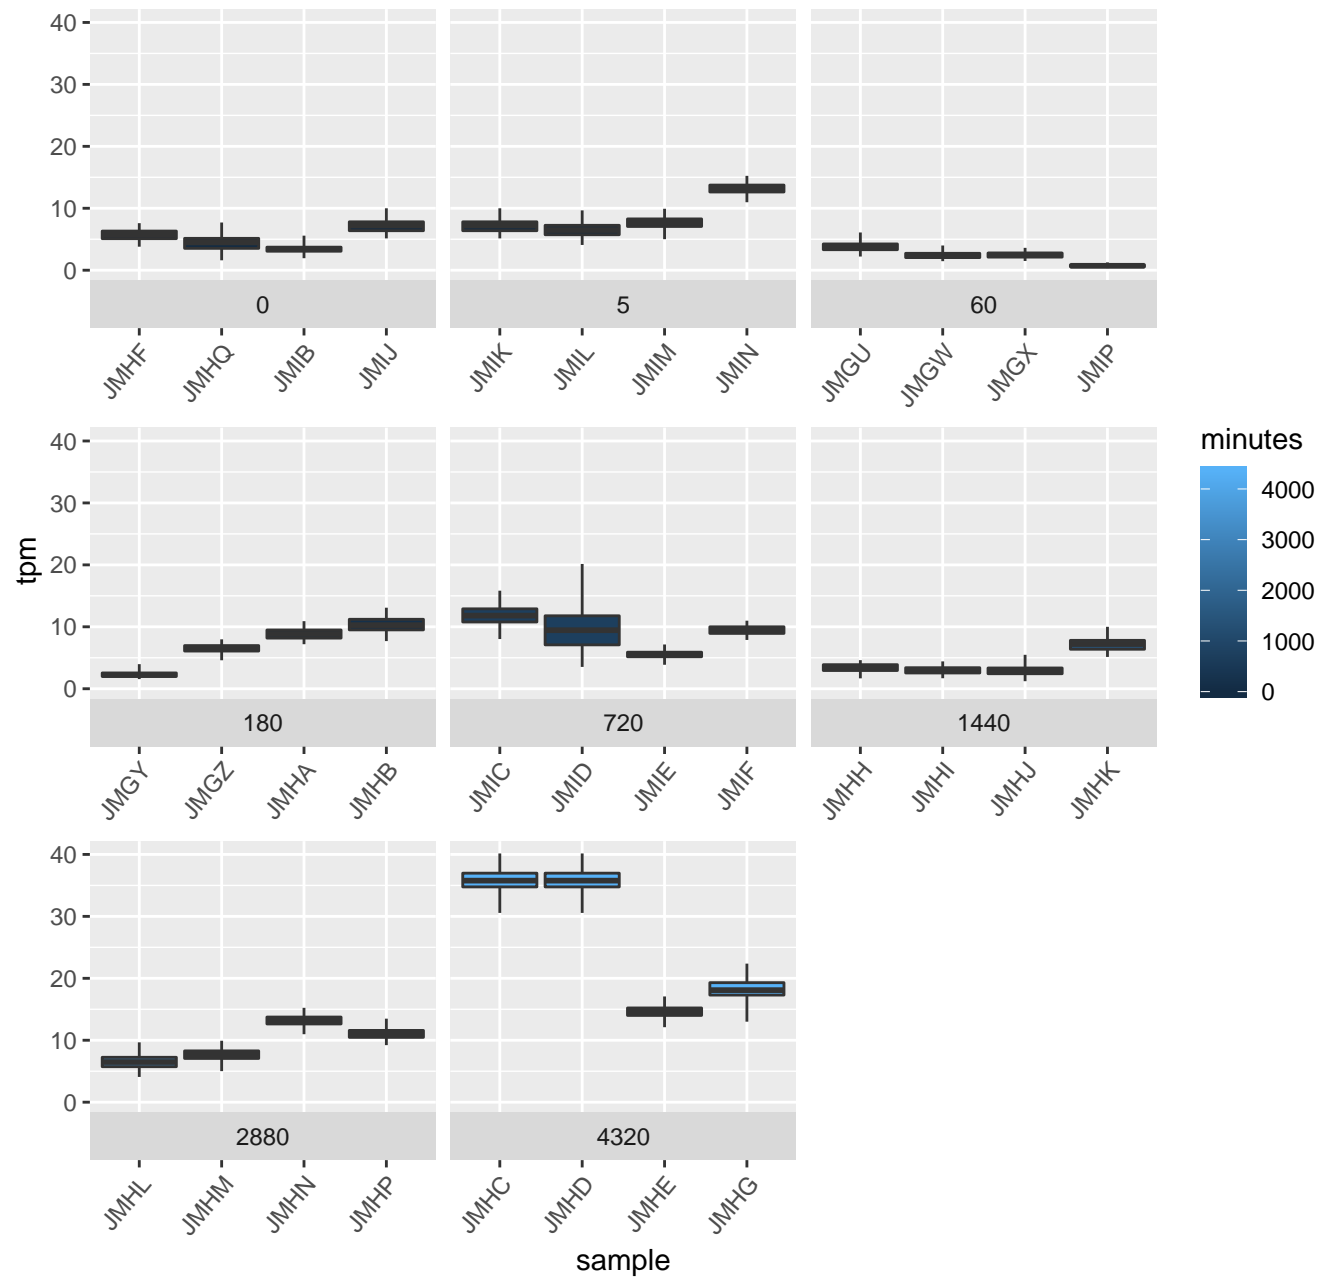 40
30
20
10
0
0
5
60
JMHF
JMHQ
JMIB
JMIJ
JMIK
JMIL
JMIM
JMIN
JMGU
JMGW
JMGX
JMIP
40
30
20
10
0
180
720
1440
JMGY
JMGZ
JMHA
JMHB
JMIC
JMID
JMIE
JMIF
JMHH
JMHI
JMHJ
JMHK
40
30
20
10
0
2880
4320
JMHL
JMHM
JMHN
JMHP
JMHC
JMHD
JMHE
JMHG
tpm
sample
minutes
4000
3000
2000
1000
0